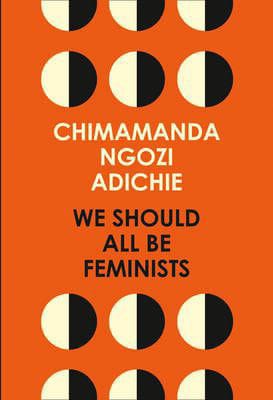 CHIMAMANDA
NGOZI
ADICHIE
WE SHOULD
ALL BE
FEMINISTS